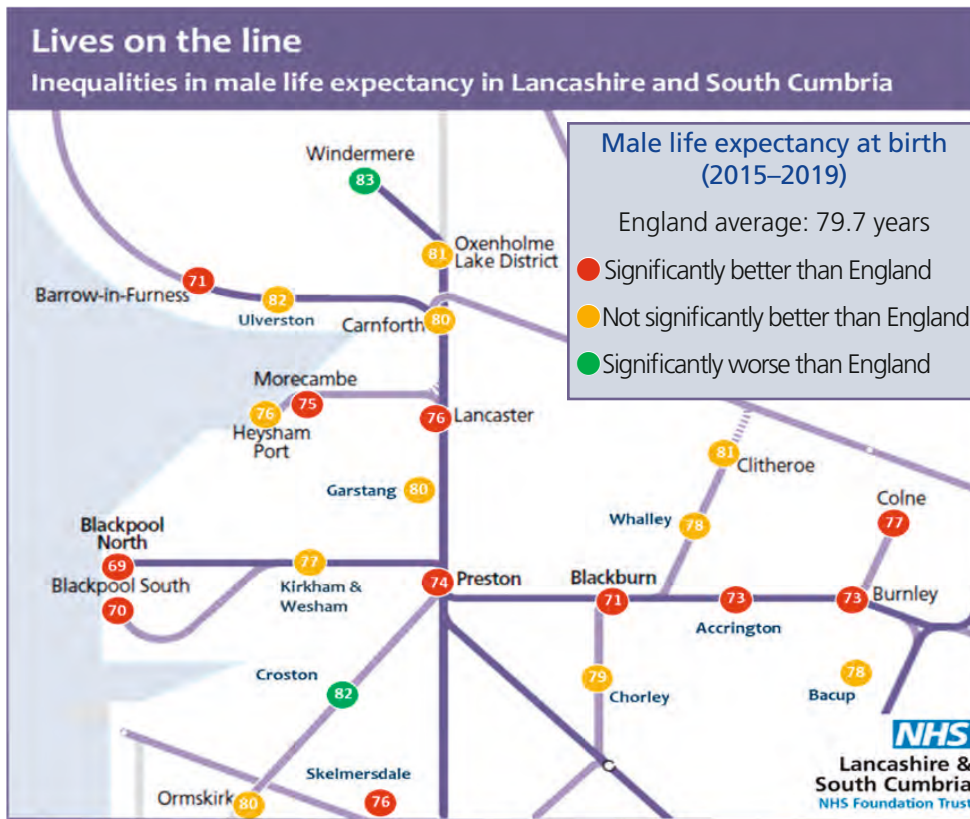 Lives on the line
Inequalities in male life expectancy in Lancashire and South Cumbria
Male life expectancy at birth
(2015–2019)
England average: 79.7 years
Significantly better than England
Not significantly better than England
Significantly worse than England
Windermere
83
81
Oxenholme
Lake District
71
Barrow-in-Furness
82
Ulverston
Carnforth
80
Morecambe
75
76
Heysham
Port
76
Lancaster
Garstang
80
81
Clitheroe
Whalley
78
Colne
77
Blackpool
North
69
Blackpool South
70
77
Kirkham &
Wesham
74
Preston
Blackburn
71
73
Accrington
73
Burnley
Croston
82
79
Chorley
78
Bacup
Ormskirk
80
Skelmersdale
76
NHS
Lancashire &
South Cumbria
NHS Foundation Trust